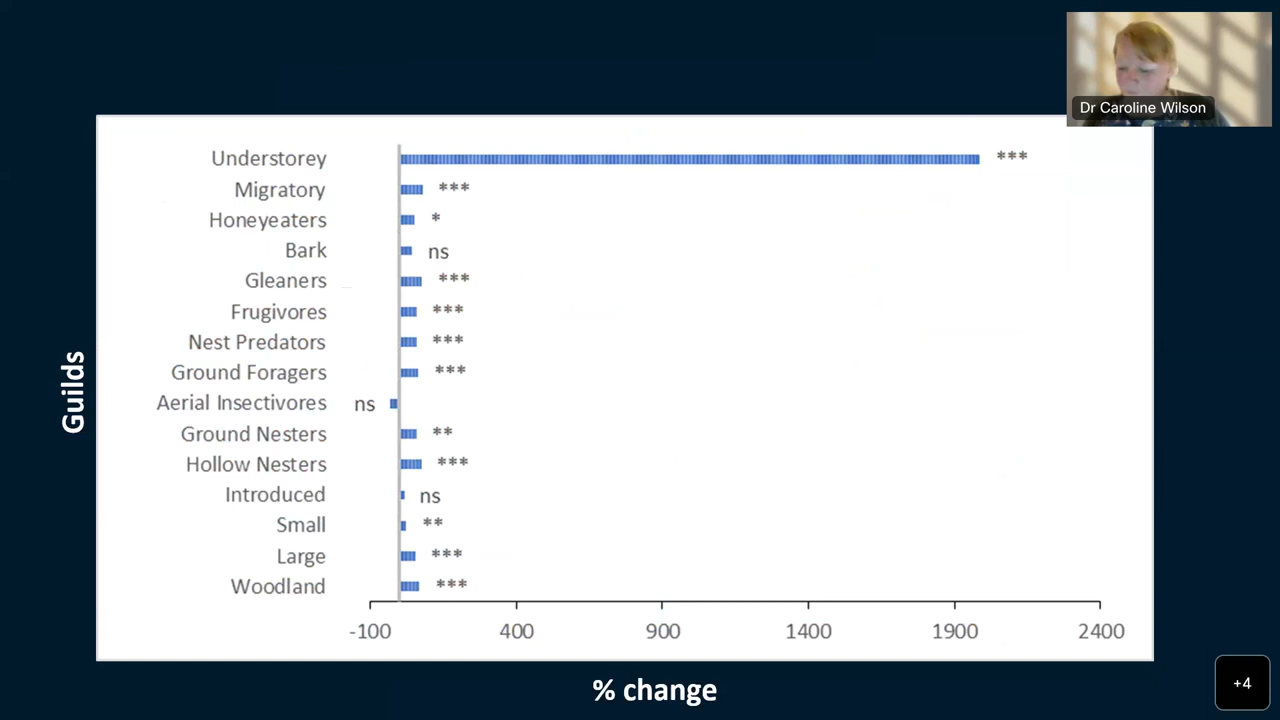 Dr Caroline Wilson
Understorey ***
Migratory ***
Honeyeaters *
Bark ns
Gleaners ***
Frugivores ***
Nest Predators ***
Ground Foragers ***
Aerial Insectivores ns
Ground Nesters **
Hollow Nesters ***
Introduced ns
Small **
Large ***
Woodland ***
Guilds
-100 400 900 1400 1900 2400
% change
+4